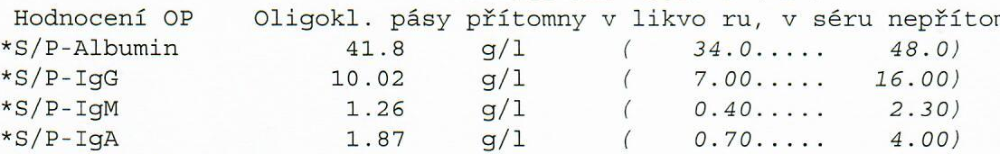 Hodnocení OP Oligokl. pásy přítomny v likvo ru, v séru nepřítom
*S/P-Albumin 41.8 g/l ( 34.0..... 48.0)
*S/P-IgG 10.02 g/l ( 7.00..... 16.00)
*S/P-IgM 1.26 g/l ( 0.40..... 2.30)
*S/P-IgA 1.87 g/l ( 0.70..... 4.00)